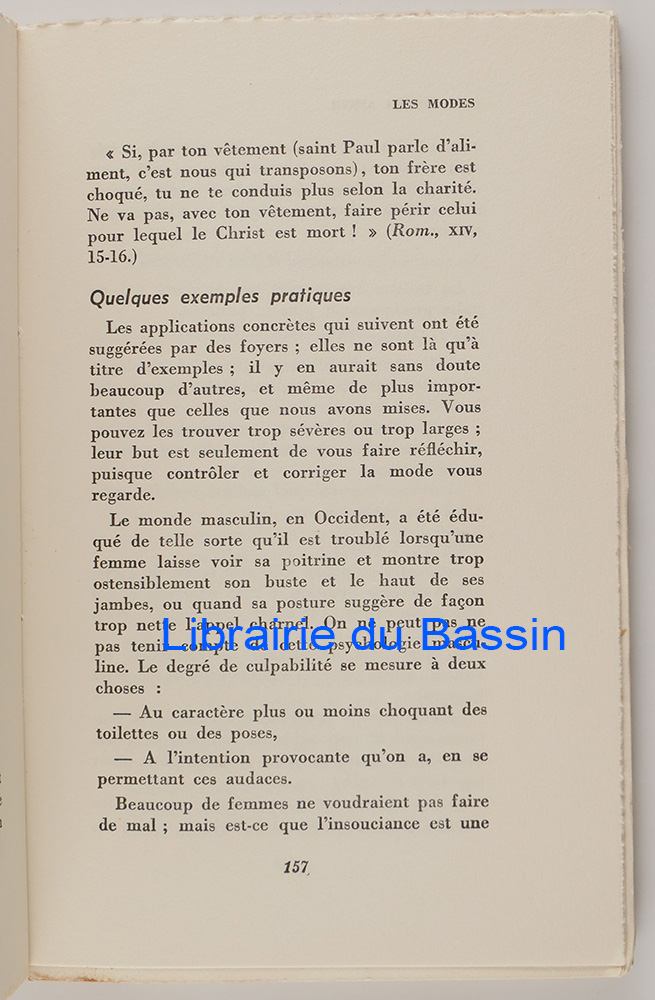 LES MODES
« Si, par ton vêtement (saint Paul parle d'ali-
ment, c'est nous qui transposons), ton frère est
choqué, tu ne te conduis plus selon la charité.
Ne va pas, avec ton vêtement, faire périr celui
pour lequel le Christ est mort ! » (Rom., XIV,
15-16.)
Quelques exemples pratiques
Les applications concrètes qui suivent ont été
suggérées par des foyers ; elles ne sont là qu'à
titre d'exemples ; il y en aurait sans doute
beaucoup d'autres, et même de plus impor-
tantes que celles que nous avons mises. Vous
pouvez les trouver trop sévères ou trop larges ;
leur but est seulement de vous faire réfléchir,
puisque contrôler et corriger la mode vous
regarde.
Le monde masculin, en Occident, a été édu-
qué de telle sorte qu'il est troublé lorsqu'une
femme laisse voir sa poitrine et montre trop
ostensiblement son buste et le haut de ses
jambes, ou quand sa posture suggère de façon
trop nette l'appel charnel. On ne peut pas ne
Librairie du Bassin
pas tenir compte de cette psychologie mascu-
line. Le degré de culpabilité se mesure à deux
choses :
— Au caractère plus ou moins choquant des
toilettes ou des poses,
— A l'intention provocante qu'on a, en se
permettant ces audaces.
Beaucoup de femmes ne voudraient pas faire
de mal ; mais est-ce que l'insouciance est une
157